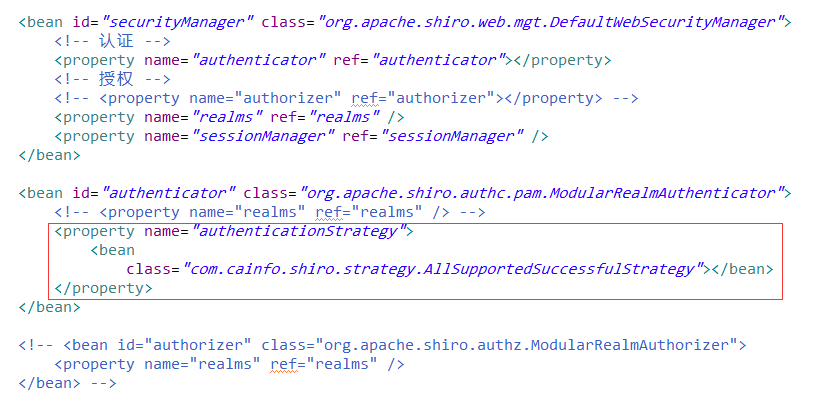 <bean id="securityManager" class="org.apache.shiro.web.mgt.DefaultWebSecurityManager">
<!-- 认证 -->
<property name="authenticator" ref="authenticator"></property>
<!-- 授权 -->
<!-- <property name="authorizer" ref="authorizer"></property> -->
<property name="realms" ref="realms" />
<property name="sessionManager" ref="sessionManager" />
</bean>
<bean id="authenticator" class="org.apache.shiro.authc.pam.ModularRealmAuthenticator">
<!-- <property name="realms" ref="realms" /> -->
<property name="authenticationStrategy">
<bean
class="com.cainfo.shiro.strategy.AllSupportedSuccessfulStrategy"></bean>
</property>
</bean>
<!-- <bean id="authorizer" class="org.apache.shiro.authz.ModularRealmAuthorizer">
<property name="realms" ref="realms" />
</bean> -->